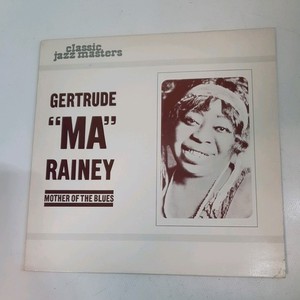 classic
jazz masters
GERTRUDE
"MA"
RAINEY
MOTHER OF THE BLUES